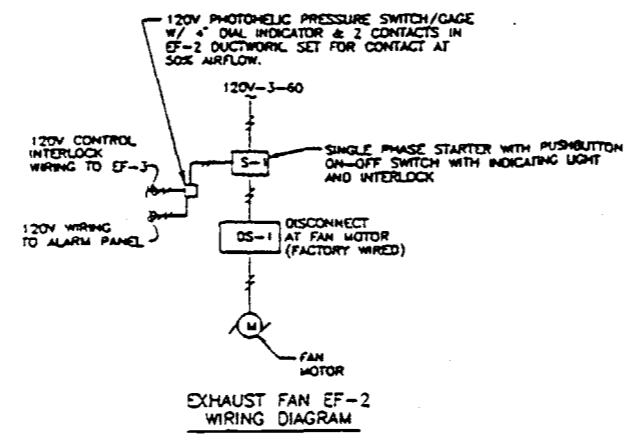 120V PHOTOHELIC PRESSURE SWITCH/GAGE
W/ 4" DIAL INDICATOR & 2 CONTACTS IN
EF-2 DUCTWORK. SET FOR CONTACT AT
50% AIRFLOW.
120V-3-60
120V CONTROL
INTERLOCK
WIRING TO EF-3
S-1
SINGLE PHASE STARTER WITH PUSHBUTTON
ON-OFF SWITCH WITH INDICATING LIGHT
AND INTERLOCK
120V WIRING
TO ALARM PANEL
DS-1
DISCONNECT
AT FAN MOTOR
(FACTORY WIRED)
M
FAN
MOTOR
EXHAUST FAN EF-2
WIRING DIAGRAM